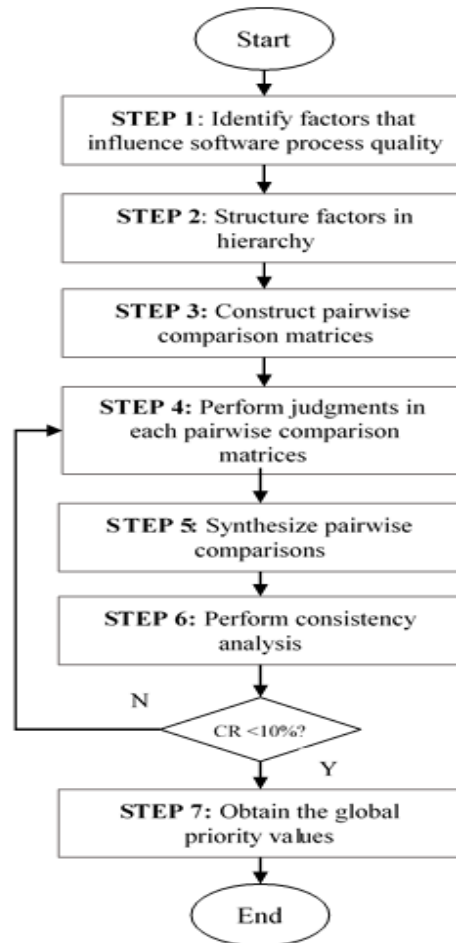 Start
STEP 1: Identify factors that
influence software process quality
STEP 2: Structure factors in
hierarchy
STEP 3: Construct pairwise
comparison matrices
STEP 4: Perform judgments in
each pairwise comparison
matrices
STEP 5: Synthesize pairwise
comparisons
STEP 6: Perform consistency
analysis
N
CR <10%?
Y
STEP 7: Obtain the global
priority values
End